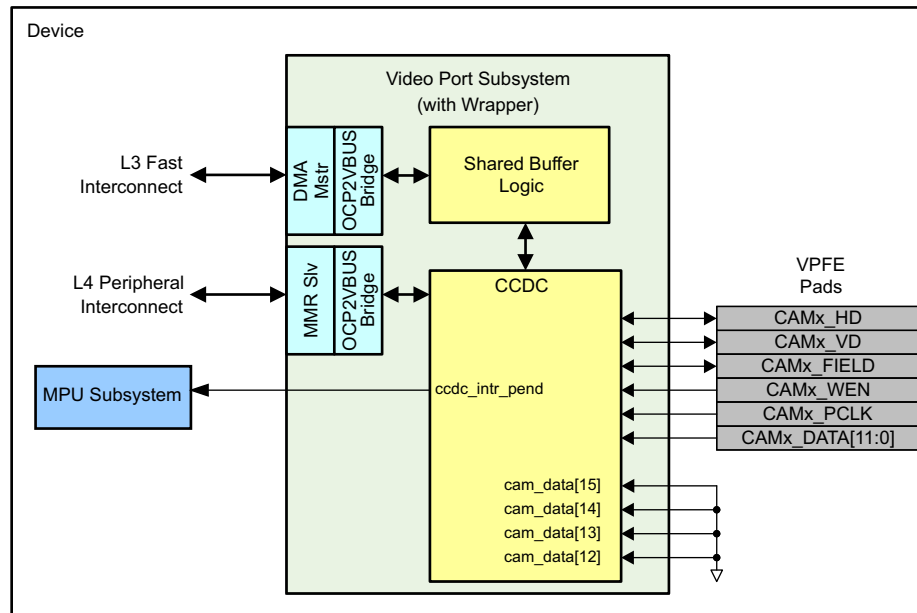 Device
Video Port Subsystem
(with Wrapper)
L3 Fast
Interconnect
DMA
Mstr
OCP2VBUS
Bridge
Shared Buffer
Logic
L4 Peripheral
Interconnect
MMR Slv
OCP2VBUS
Bridge
CCDC
VPFE
Pads
CAMx_HD
CAMx_VD
CAMx_FIELD
CAMx_WEN
CAMx_PCLK
CAMx_DATA[11:0]
MPU Subsystem
ccdc_intr_pend
cam_data[15]
cam_data[14]
cam_data[13]
cam_data[12]